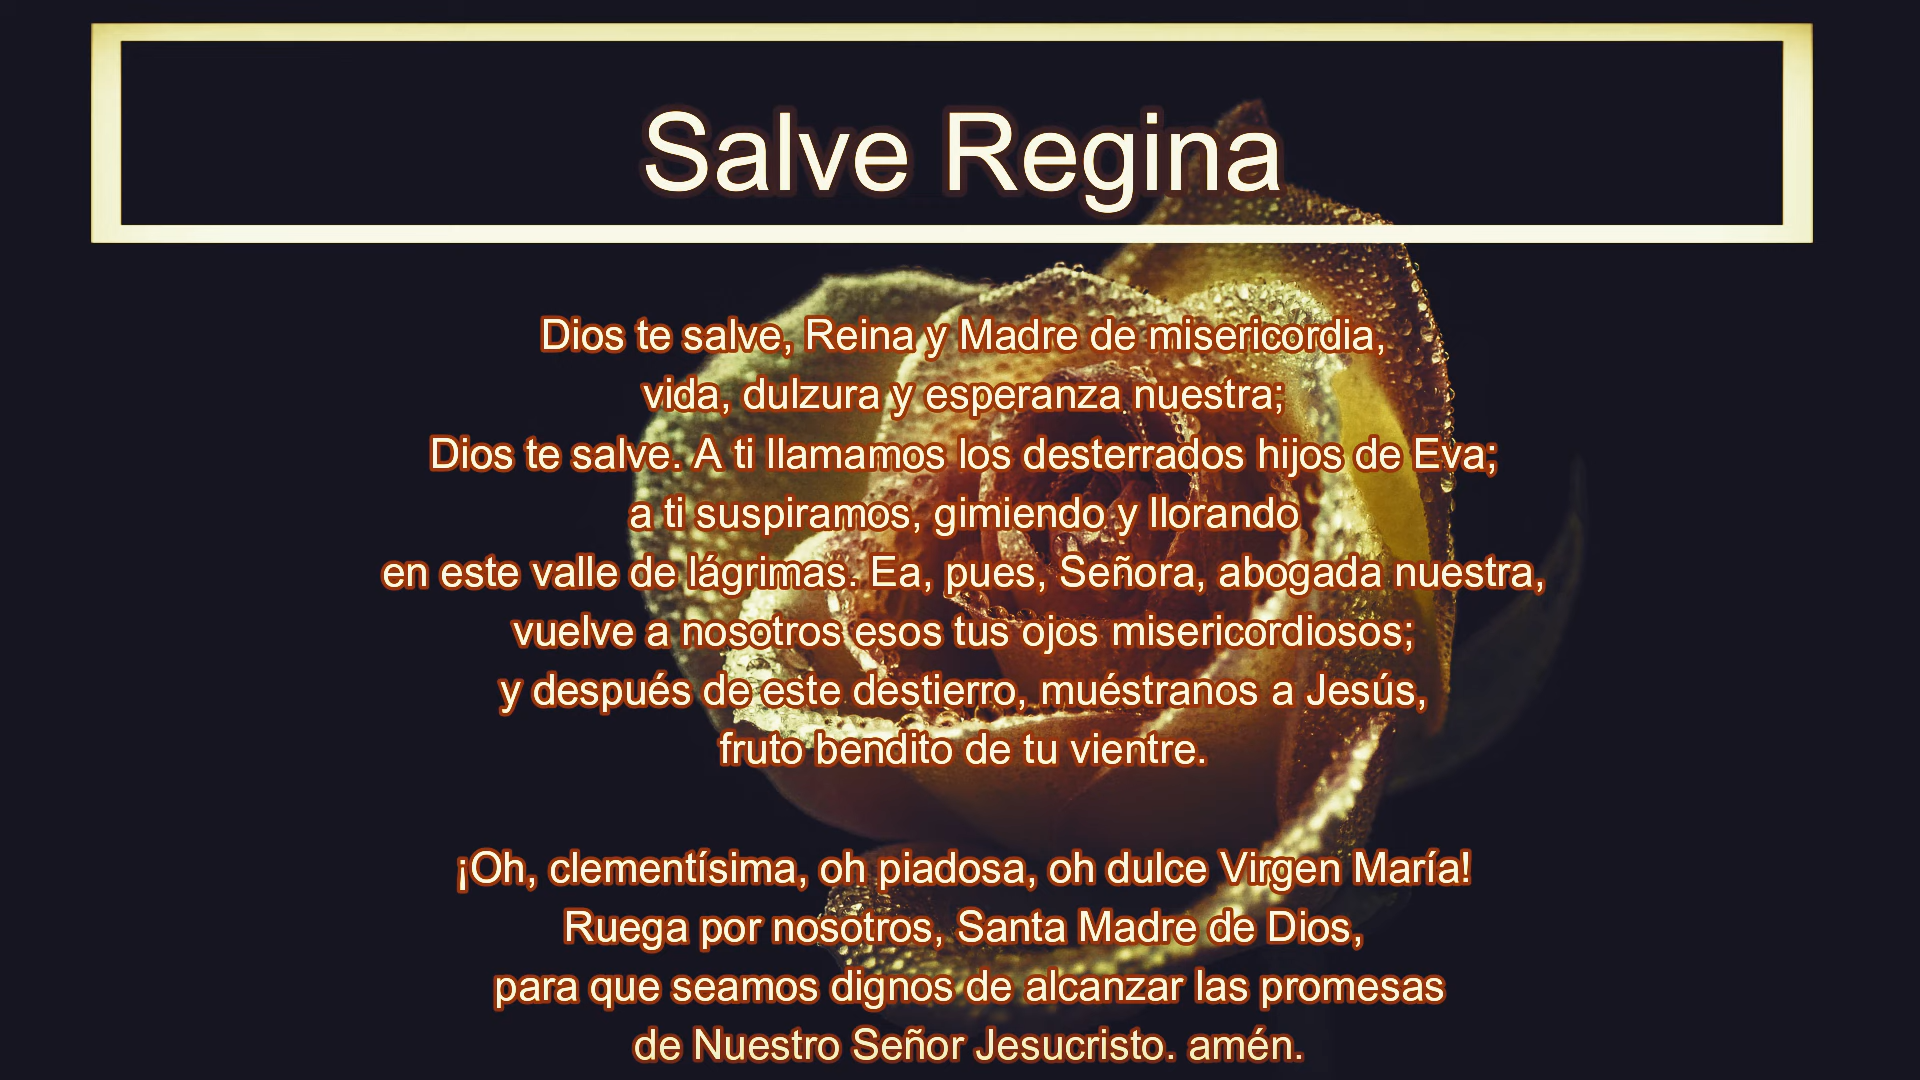 Salve Regina
Dios te salve, Reina y Madre de misericordia,
vida, dulzura y esperanza nuestra;
Dios te salve. A ti llamamos los desterrados hijos de Eva;
a ti suspiramos, gimiendo y llorando
en este valle de lágrimas. Ea, pues, Señora, abogada nuestra,
vuelve a nosotros esos tus ojos misericordiosos;
y después de este destierro, muéstranos a Jesús,
fruto bendito de tu vientre.
¡Oh, clementísima, oh piadosa, oh dulce Virgen María!
Ruega por nosotros, Santa Madre de Dios,
para que seamos dignos de alcanzar las promesas
de Nuestro Señor Jesucristo. amén.